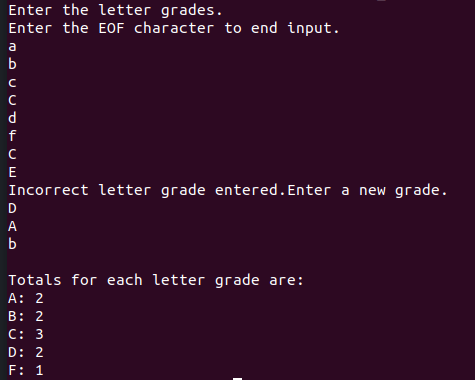 Enter the letter grades.
Enter the EOF character to end input.
a
b
c
C
d
f
C
E
Incorrect letter grade entered.Enter a new grade.
D
A
b
Totals for each letter grade are:
A: 2
B: 2
C: 3
D: 2
F: 1